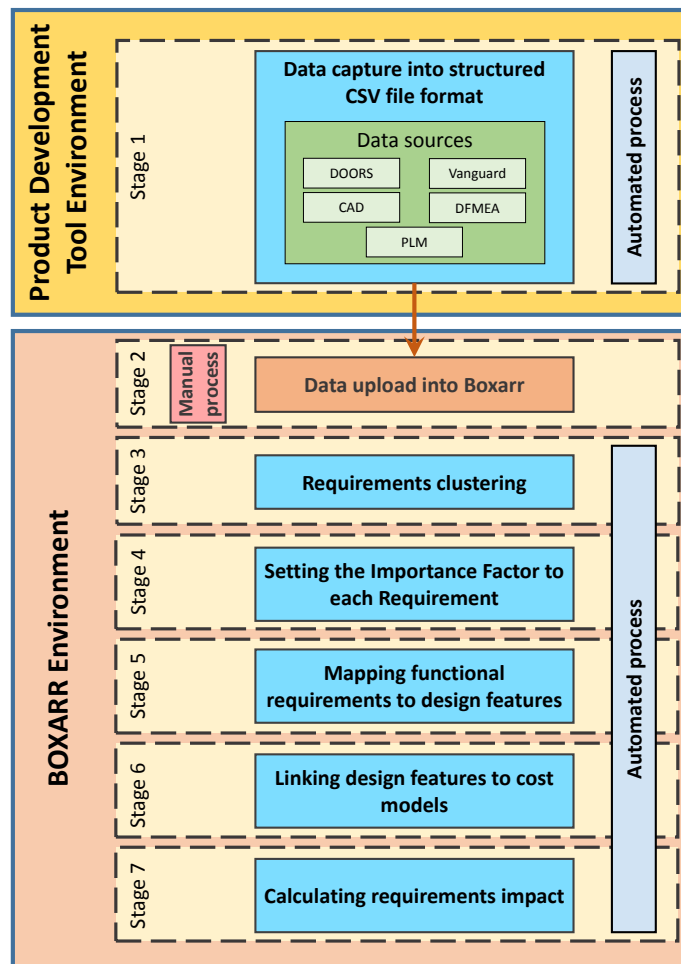 Product Development
Tool Environment
Stage 1
Data capture into structured
CSV file format
Data sources
DOORS
Vanguard
CAD
DFMEA
PLM
Automated process
BOXARR Environment
Stage 2
Manual
process
Data upload into Boxarr
Stage 3
Requirements clustering
Stage 4
Setting the Importance Factor to
each Requirement
Stage 5
Mapping functional
requirements to design features
Stage 6
Linking design features to cost
models
Stage 7
Calculating requirements impact
Automated process